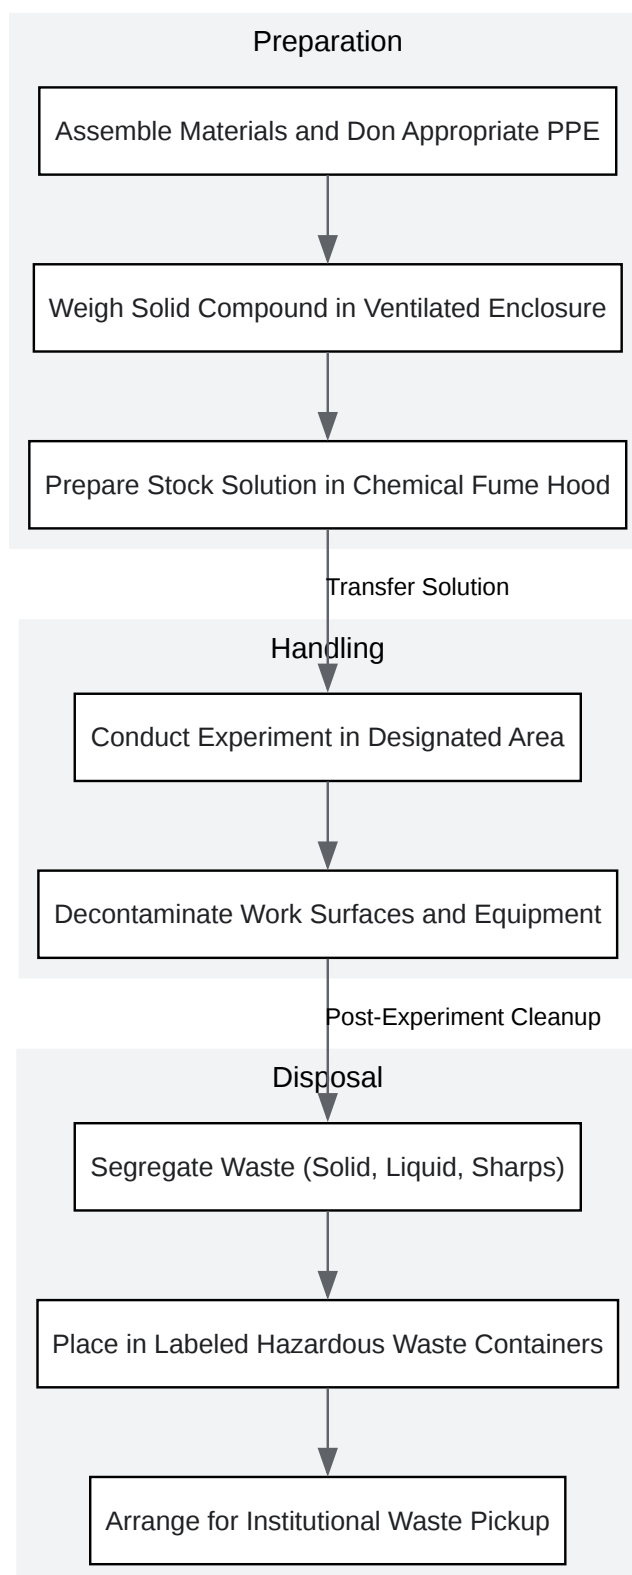 Preparation
Assemble Materials and Don Appropriate PPE
Weigh Solid Compound in Ventilated Enclosure
Prepare Stock Solution in Chemical Fume Hood
Transfer Solution
Handling
Conduct Experiment in Designated Area
Decontaminate Work Surfaces and Equipment
Post-Experiment Cleanup
Disposal
Segregate Waste (Solid, Liquid, Sharps)
Place in Labeled Hazardous Waste Containers
Arrange for Institutional Waste Pickup